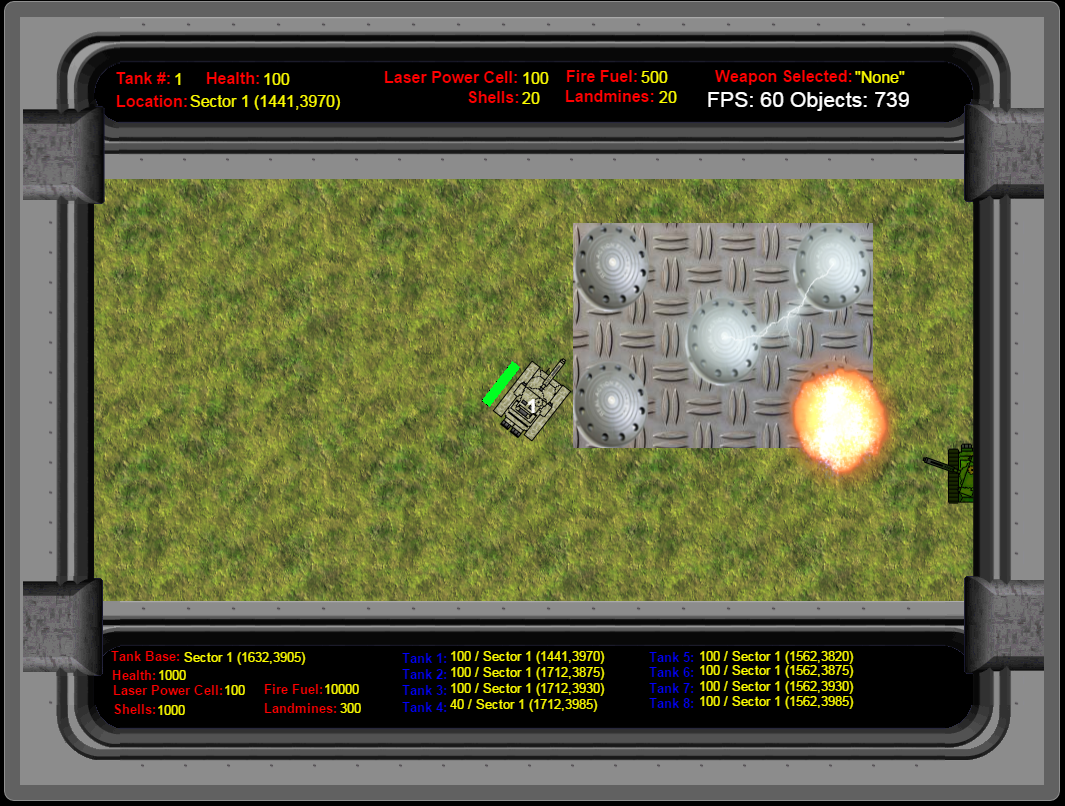 Tank #: 1 Health: 100 Laser Power Cell: 100 Fire Fuel: 500 Weapon Selected: "None"
Location: Sector 1 (1441,3970) Shells: 20 Landmines: 20 FPS: 60 Objects: 739
1
Tank Base: Sector 1 (1632,3905)
Health: 1000
Laser Power Cell: 100 Fire Fuel: 10000
Shells: 1000 Landmines: 300
Tank 1: 100 / Sector 1 (1441,3970)
Tank 2: 100 / Sector 1 (1712,3875)
Tank 3: 100 / Sector 1 (1712,3930)
Tank 4: 40 / Sector 1 (1712,3985)
Tank 5: 100 / Sector 1 (1562,3820)
Tank 6: 100 / Sector 1 (1562,3875)
Tank 7: 100 / Sector 1 (1562,3930)
Tank 8: 100 / Sector 1 (1562,3985)